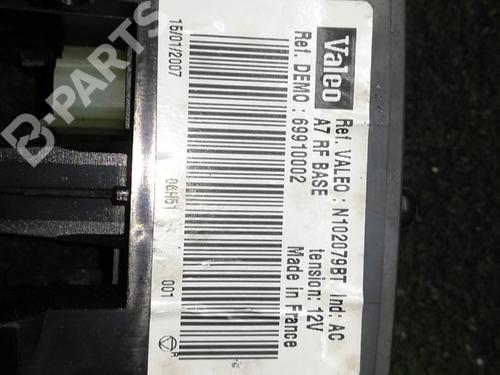 Valeo
Ref. VALEO : N102079BT Ind: AC
A7 RF BASE tension: 12V
Ref. DEMO : 69910002 Made in France
15/01/2007 06H51 001
R
B-PARTS